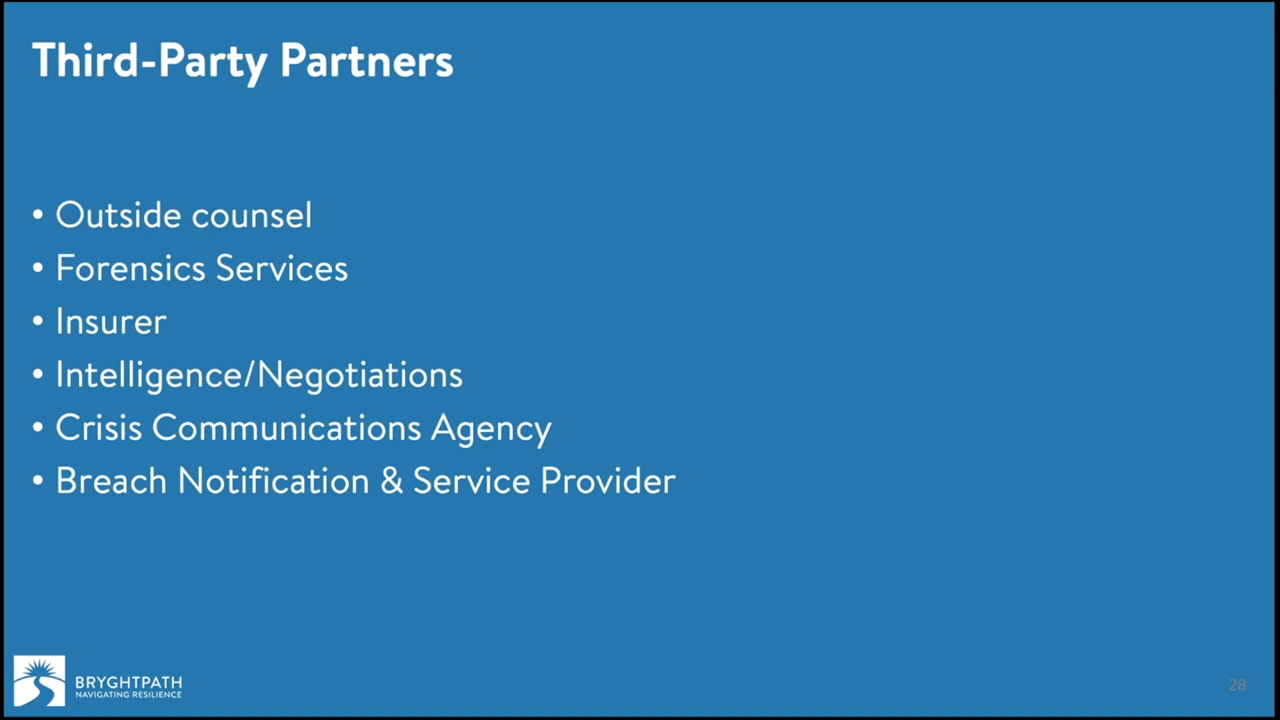 Third-Party Partners
• Outside counsel
• Forensics Services
• Insurer
• Intelligence/Negotiations
• Crisis Communications Agency
• Breach Notification & Service Provider
BRYGHTPATH
NAVIGATING RESILIENCE
28